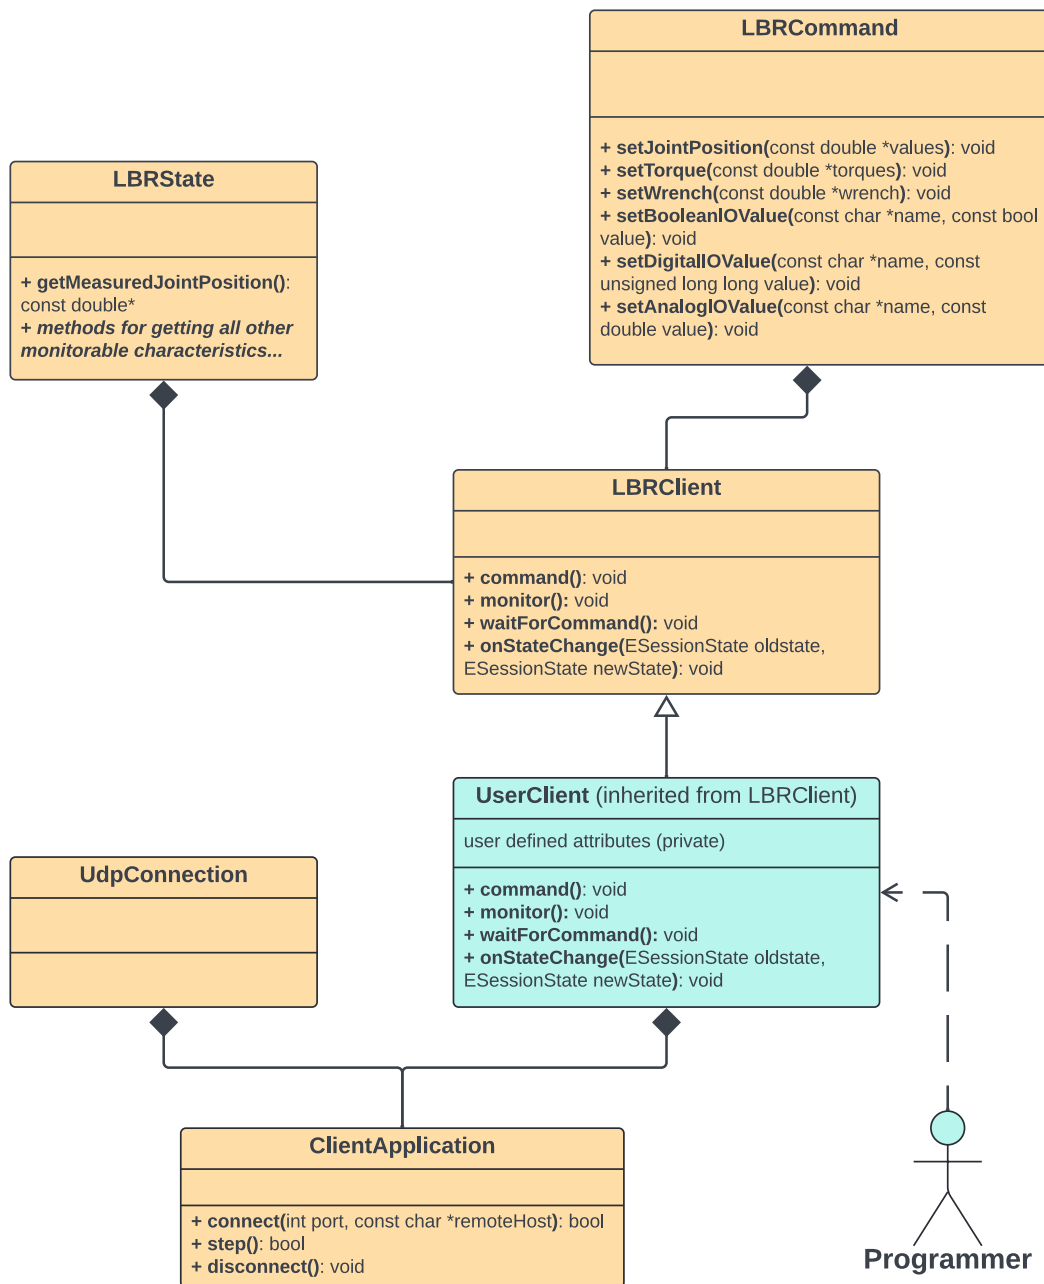 LBRCommand
+ setJointPosition(const double *values): void
+ setTorque(const double *torques): void
+ setWrench(const double *wrench): void
+ setBooleanIOValue(const char *name, const bool
value): void
+ setDigitalIOValue(const char *name, const
unsigned long long value): void
+ setAnalogIOValue(const char *name, const
double value): void
LBRState
+ getMeasuredJointPosition():
const double*
+ methods for getting all other
monitorable characteristics...
LBRClient
+ command(): void
+ monitor(): void
+ waitForCommand(): void
+ onStateChange(ESessionState oldstate,
ESessionState newState): void
UserClient (inherited from LBRClient)
user defined attributes (private)
+ command(): void
+ monitor(): void
+ waitForCommand(): void
+ onStateChange(ESessionState oldstate,
ESessionState newState): void
UdpConnection
ClientApplication
+ connect(int port, const char *remoteHost): bool
+ step(): bool
+ disconnect(): void
Programmer